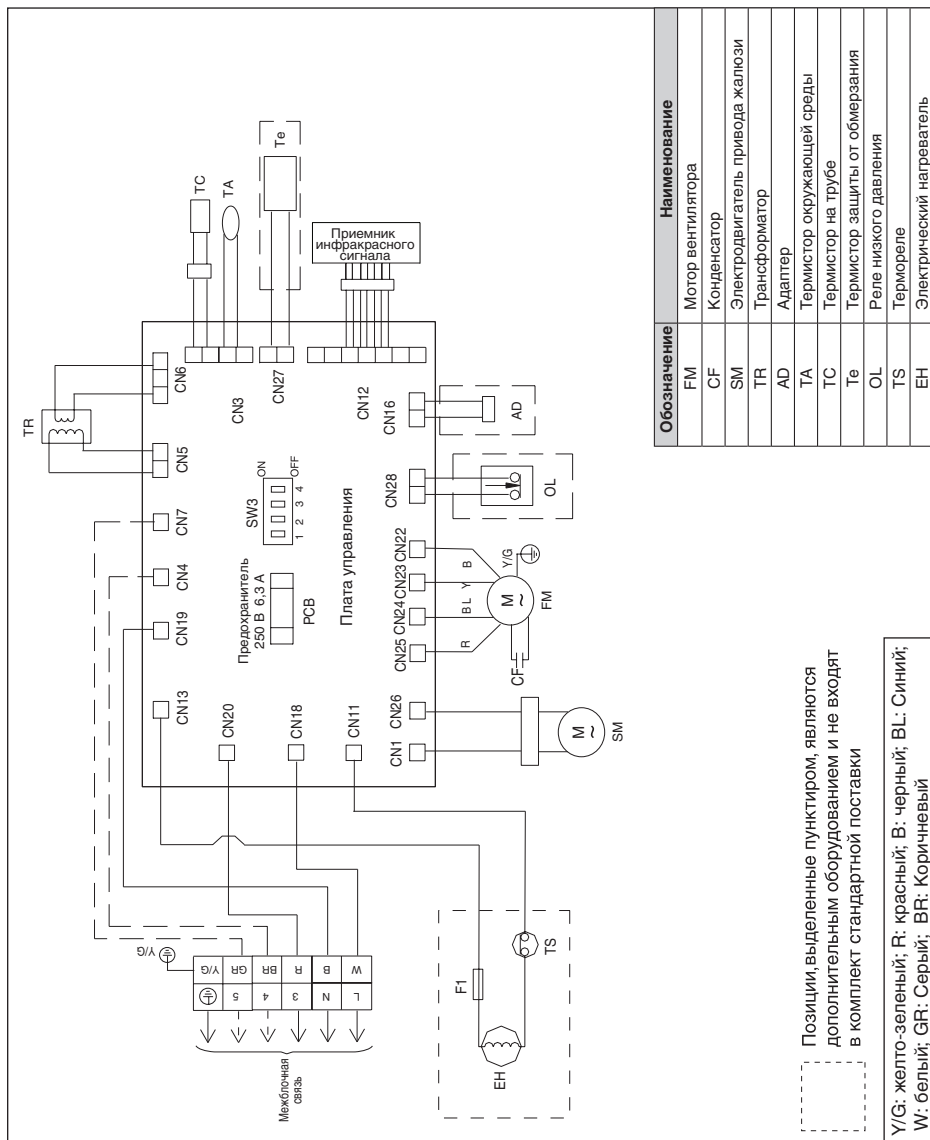 TR
TC
TA
Te
Приемник
инфракрасного
сигнала
CN6
CN5
CN7
CN4
CN19
CN13
CN3
CN27
CN12
CN16
AD
SW3
ON
OFF
1 2 3 4
Предохранитель
250 В 6,3 А
PCB
Плата управления
CN20
CN18
CN11
CN28
OL
CN22
CN23
CN24
CN25
CN26
CN1
B
Y
BL
R
Y/G
M
~
FM
CF
M
~
SM
Y/G
Y/G
GR
BR
R
B
W
5
4
3
N
L
Межблочная
связь
F1
EH
TS
Обозначение Наименование
FM Мотор вентилятора
CF Конденсатор
SM Электродвигатель привода жалюзи
TR Трансформатор
AD Адаптер
TA Термистор окружающей среды
TC Термистор на трубе
Te Термистор защиты от обмерзания
OL Реле низкого давления
TS Термореле
EH Электрический нагреватель
Позиции,выделенные пунктиром, являются
дополнительным оборудованием и не входят
в комплект стандартной поставки
Y/G: желто-зеленый; R: красный; B: черный; BL: Синий;
W: белый; GR: Серый; BR: Коричневый